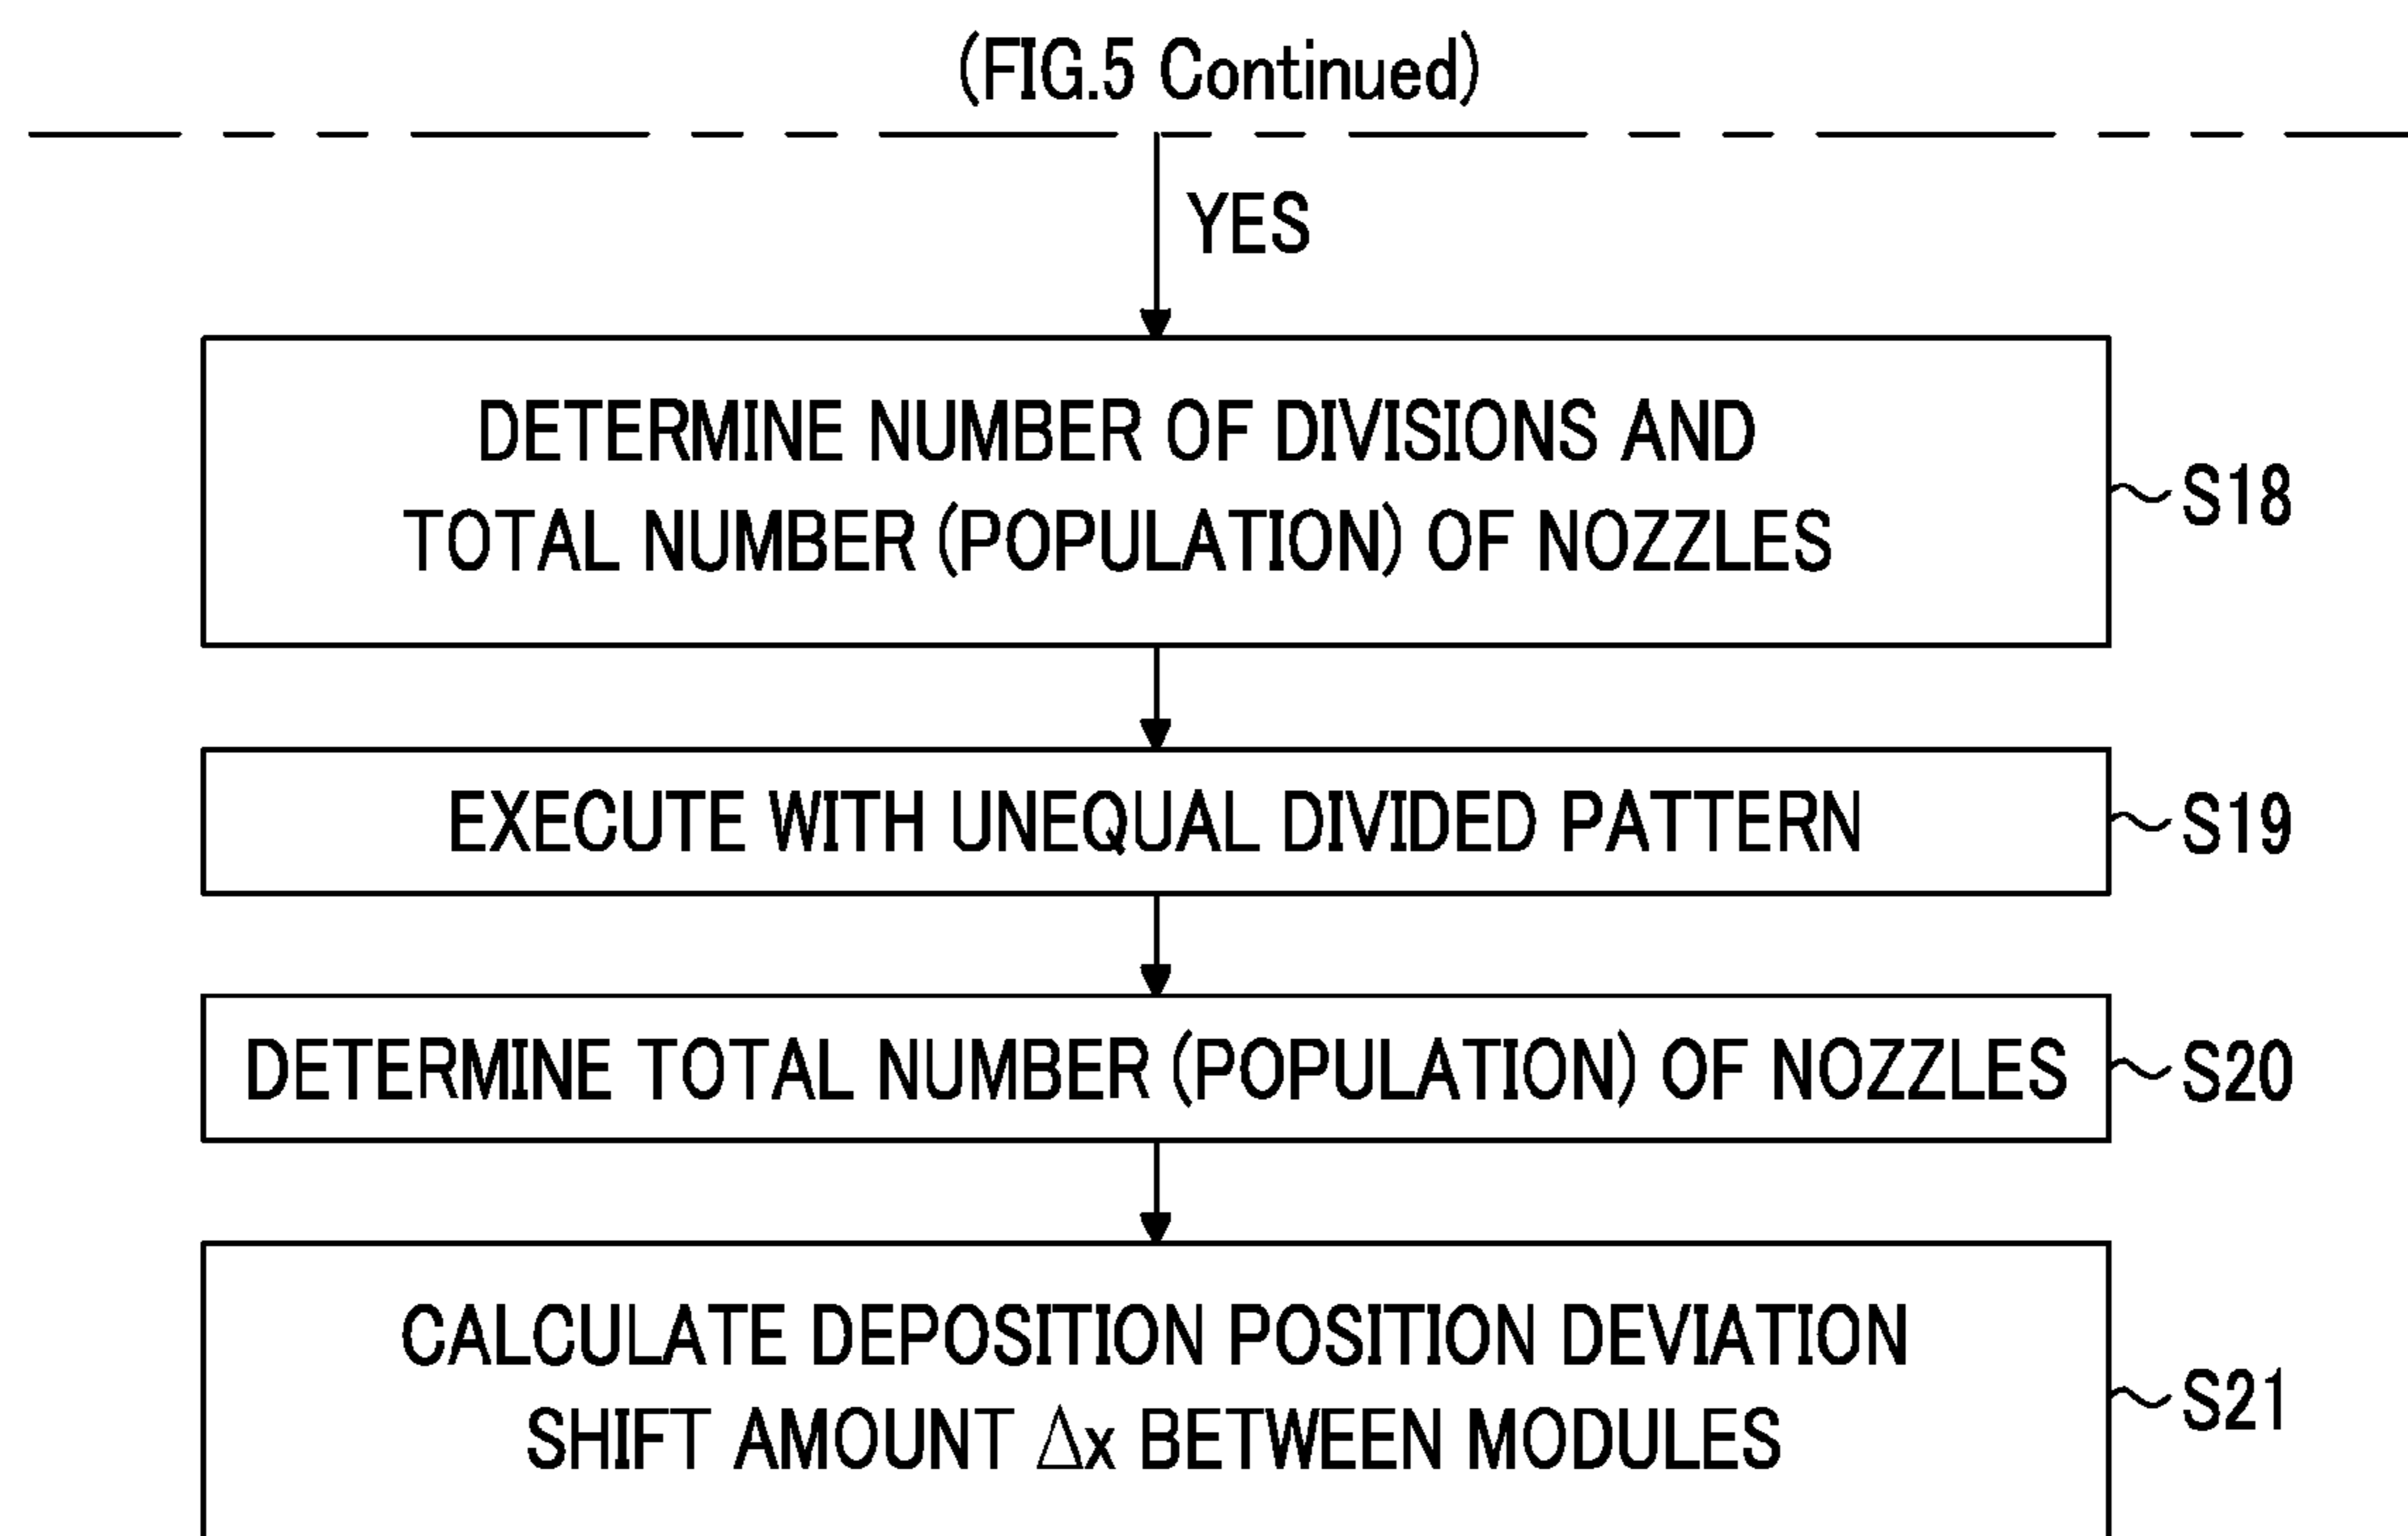 (FIG.5 Continued)
YES
DETERMINE NUMBER OF DIVISIONS AND
TOTAL NUMBER (POPULATION) OF NOZZLES
S18
EXECUTE WITH UNEQUAL DIVIDED PATTERN
S19
DETERMINE TOTAL NUMBER (POPULATION) OF NOZZLES
S20
CALCULATE DEPOSITION POSITION DEVIATION
SHIFT AMOUNT Δx BETWEEN MODULES
S21